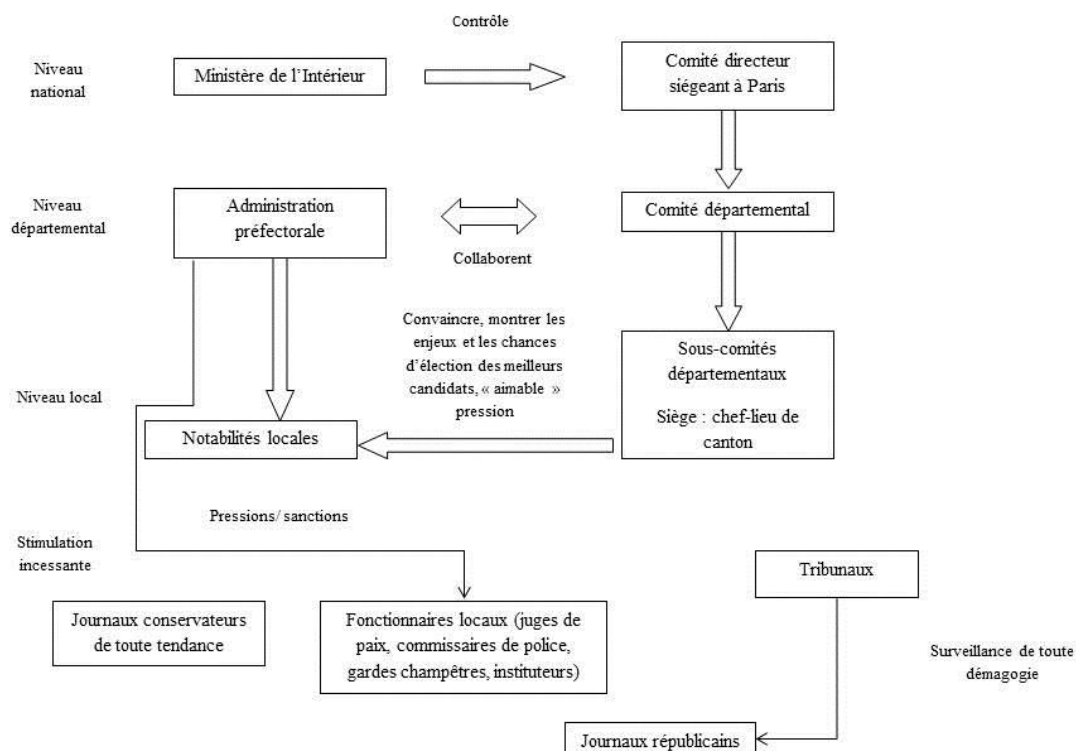 Contrôle
Niveau
national
Ministère de l’Intérieur
Comité directeur
siégeant à Paris
Niveau
départemental
Administration
préfectorale
Comité départemental
Collaborent
Convaincre, montrer les
enjeux et les chances
d’élection des meilleurs
candidats, « aimable »
pression
Sous-comités
départementaux
Siège : chef-lieu de
canton
Niveau local
Notabilités locales
Pressions/ sanctions
Stimulation
incessante
Tribunaux
Journaux conservateurs
de toute tendance
Fonctionnaires locaux (juges de
paix, commissaires de police,
gardes champêtres, instituteurs)
Surveillance de toute
démagogie
Journaux républicains